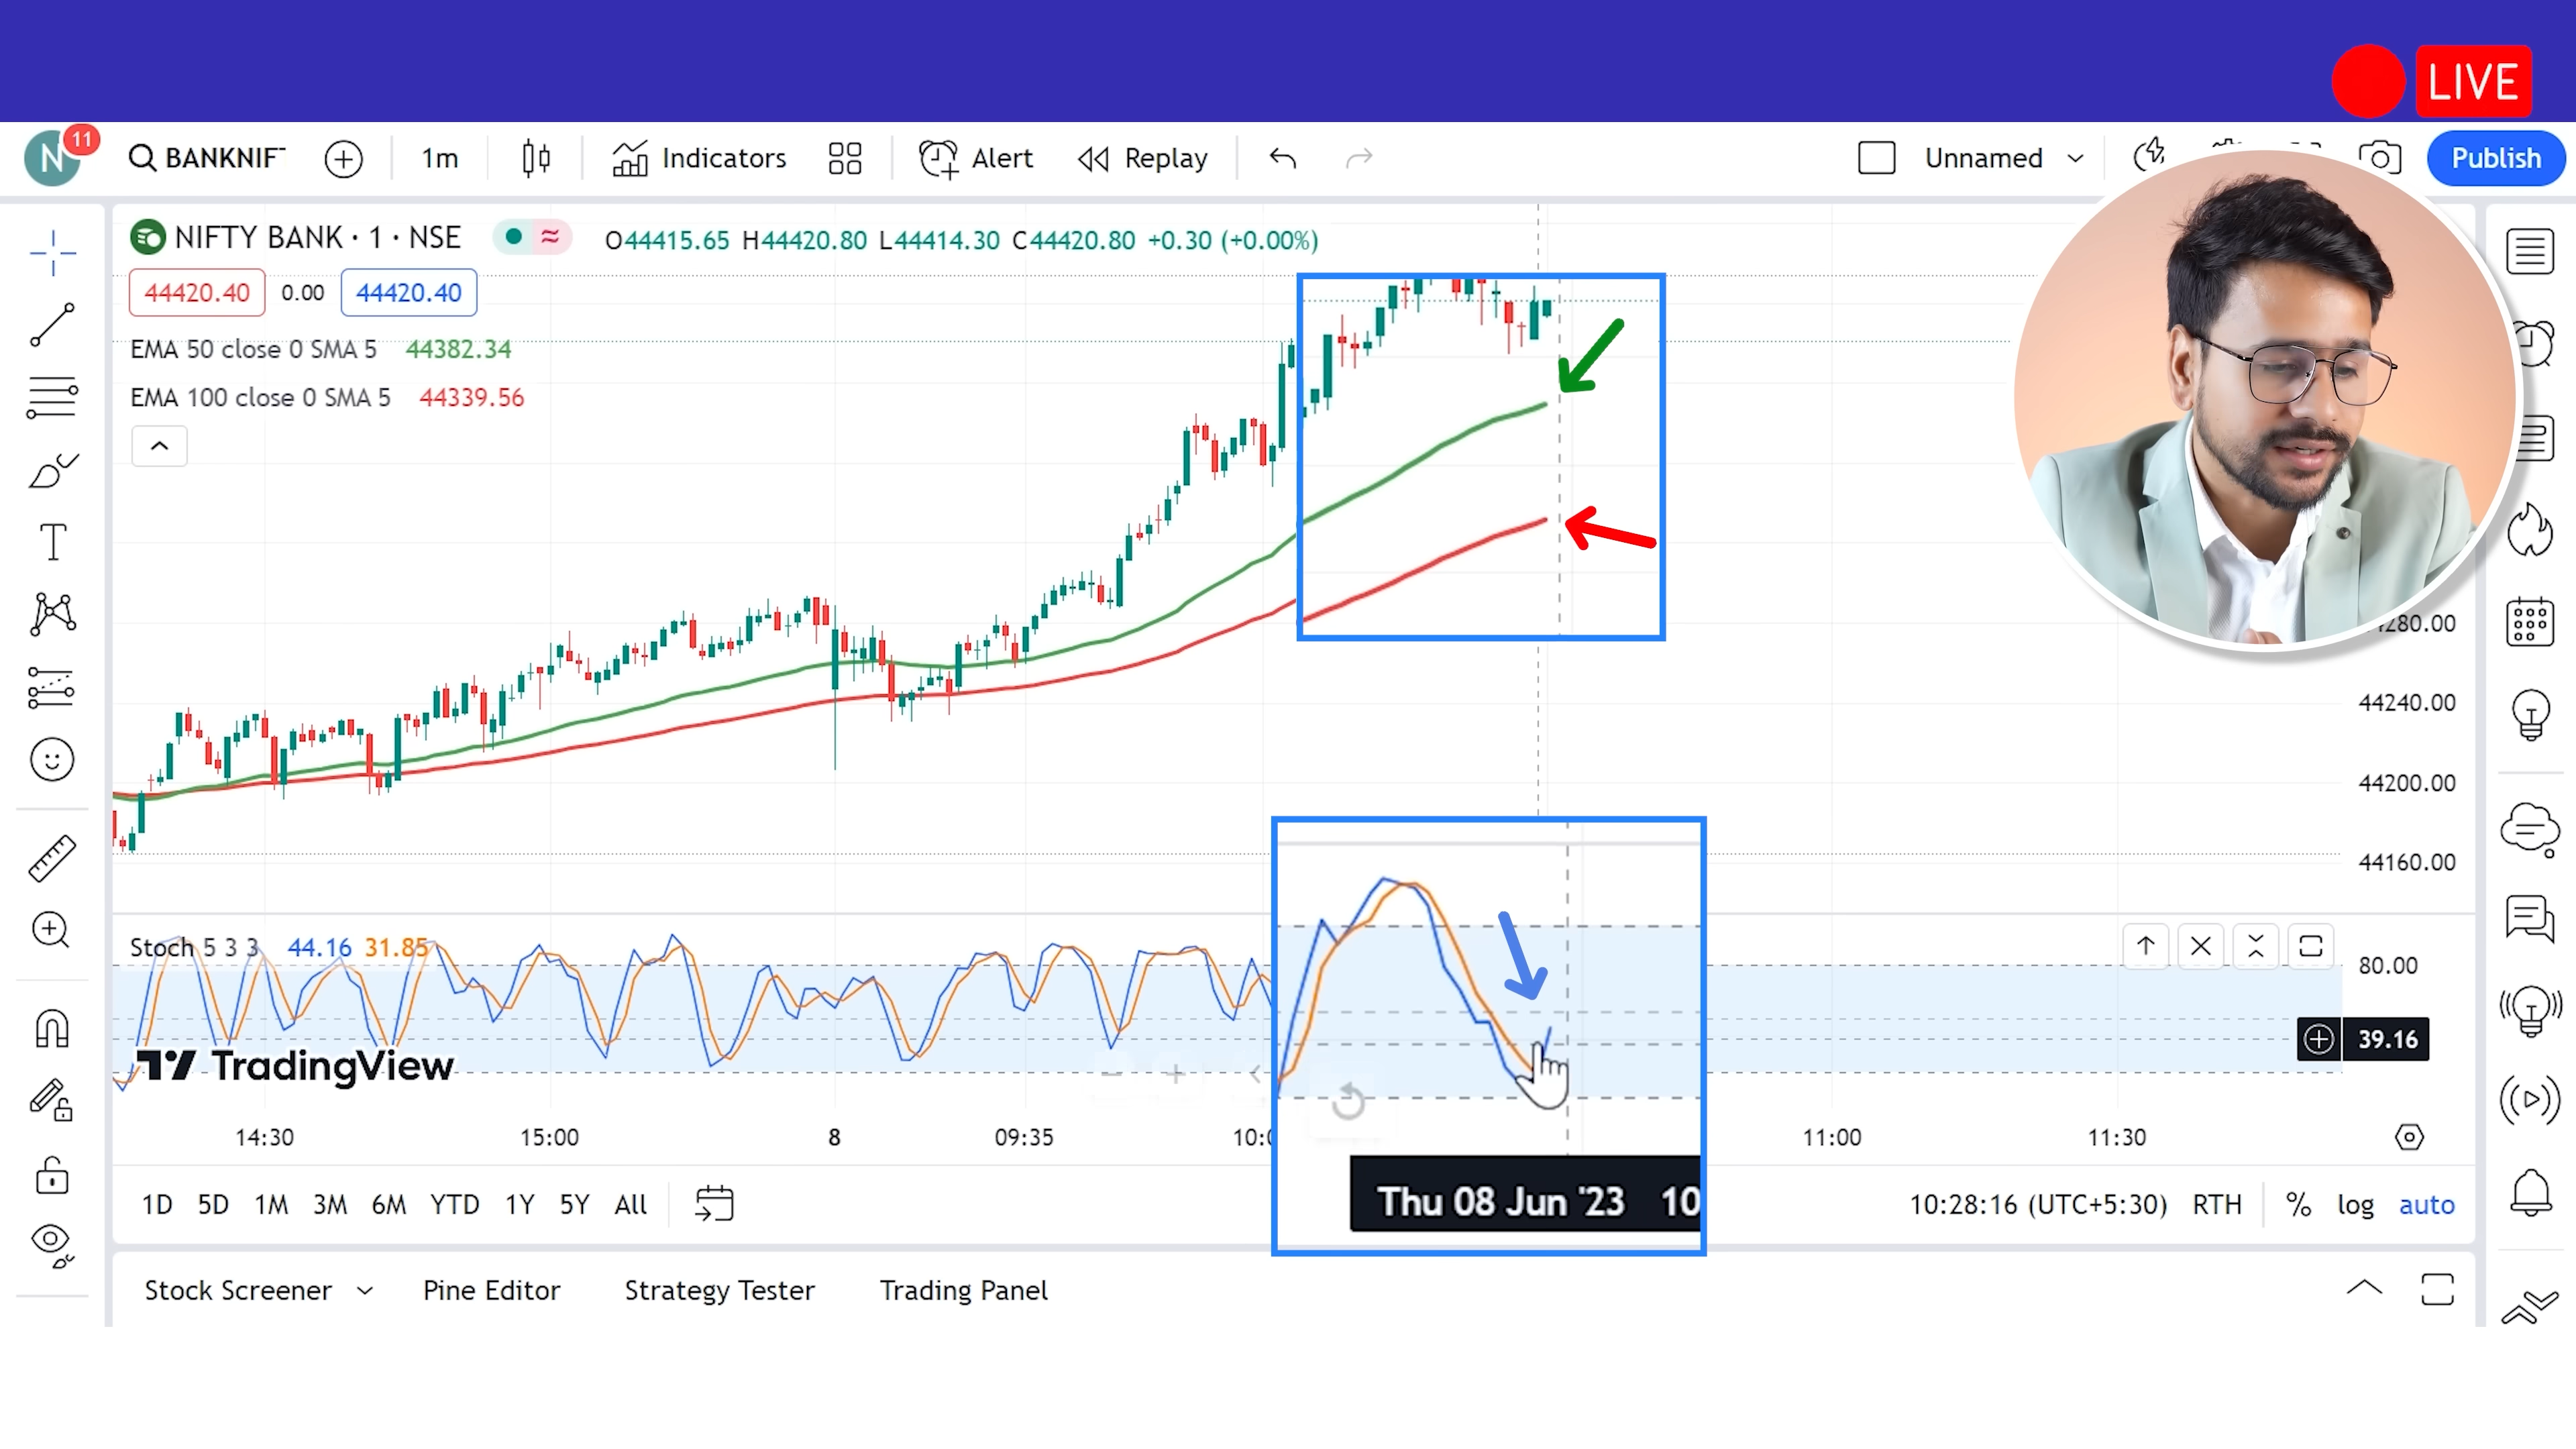 LIVE
N 11 BANKNIF 1m Indicators Alert Replay Unnamed Publish
NIFTY BANK · 1 · NSE ≈ O44415.65 H44420.80 L44414.30 C44420.80 +0.30 (+0.00%)
44420.40 0.00 44420.40
EMA 50 close 0 SMA 5 44382.34
EMA 100 close 0 SMA 5 44339.56
280.00
44240.00
44200.00
44160.00
Stoch 5 3 3 44.16 31.85
80.00
39.16
TradingView
14:30 15:00 8 09:35 10:0 11:00 11:30
Thu 08 Jun '23 10
1D 5D 1M 3M 6M YTD 1Y 5Y All 10:28:16 (UTC+5:30) RTH % log auto
Stock Screener Pine Editor Strategy Tester Trading Panel